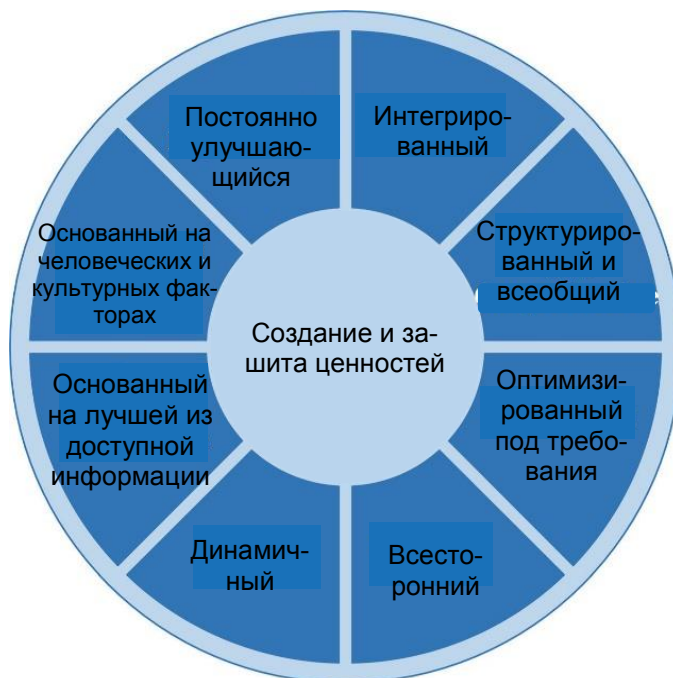 Постоянно
улучшаю-
щийся
Интегриро-
ванный
Структуриро-
ванный и
всеобщий
Оптимизи-
рованный
под требо-
вания
Всесто-
ронний
Динамич-
ный
Основанный
на лучшей из
доступной
информации
Основанный на
человеческих и
культурных фак-
торах
Создание и за-
шита ценностей